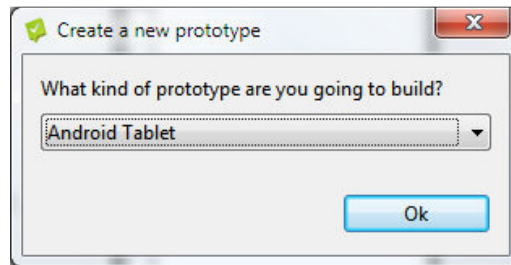 Create a new prototype
What kind of prototype are you going to build?
Android Tablet
Ok